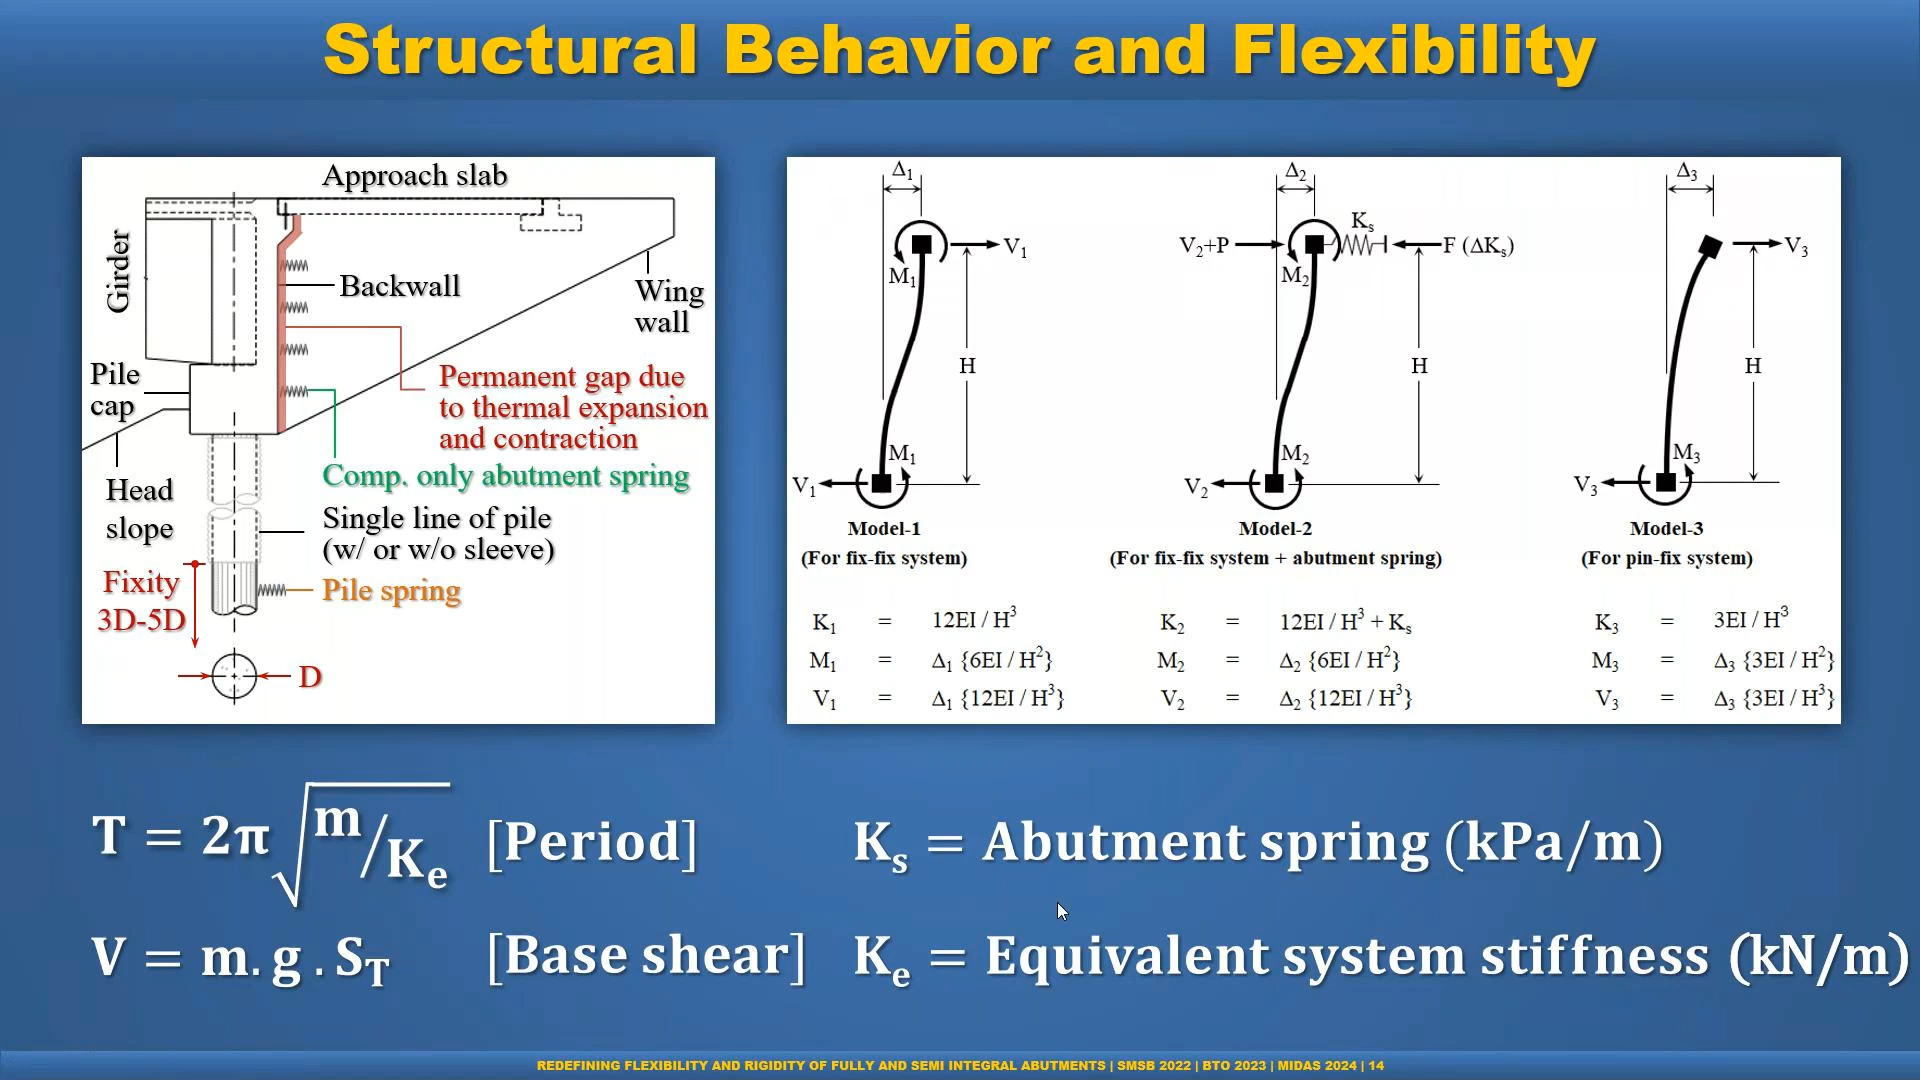 Structural Behavior and Flexibility
Approach slab
Girder
Backwall
Wing
wall
Pile
cap
Permanent gap due
to thermal expansion
and contraction
Comp. only abutment spring
Head
slope
Single line of pile
(w/ or w/o sleeve)
Fixity
3D-5D
Pile spring
D
Δ₁
V₁
M₁
H
M₁
V₁
Model-1
(For fix-fix system)
K₁ = 12EI / H³
M₁ = Δ₁ {6EI / H²}
V₁ = Δ₁ {12EI / H³}
Δ₂
Kₛ
V₂+P
F (ΔKₛ)
M₂
H
M₂
V₂
Model-2
(For fix-fix system + abutment spring)
K₂ = 12EI / H³ + Kₛ
M₂ = Δ₂ {6EI / H²}
V₂ = Δ₂ {12EI / H³}
Δ₃
V₃
H
M₃
V₃
Model-3
(For pin-fix system)
K₃ = 3EI / H³
M₃ = Δ₃ {3EI / H²}
V₃ = Δ₃ {3EI / H³}
T = 2π√m/Kₑ [Period]
Kₛ = Abutment spring (kPa/m)
V = m. g . S_T [Base shear]
Kₑ = Equivalent system stiffness (kN/m)
REDEFINING FLEXIBILITY AND RIGIDITY OF FULLY AND SEMI INTEGRAL ABUTMENTS | SMSB 2022 | BTO 2023 | MIDAS 2024 | 14